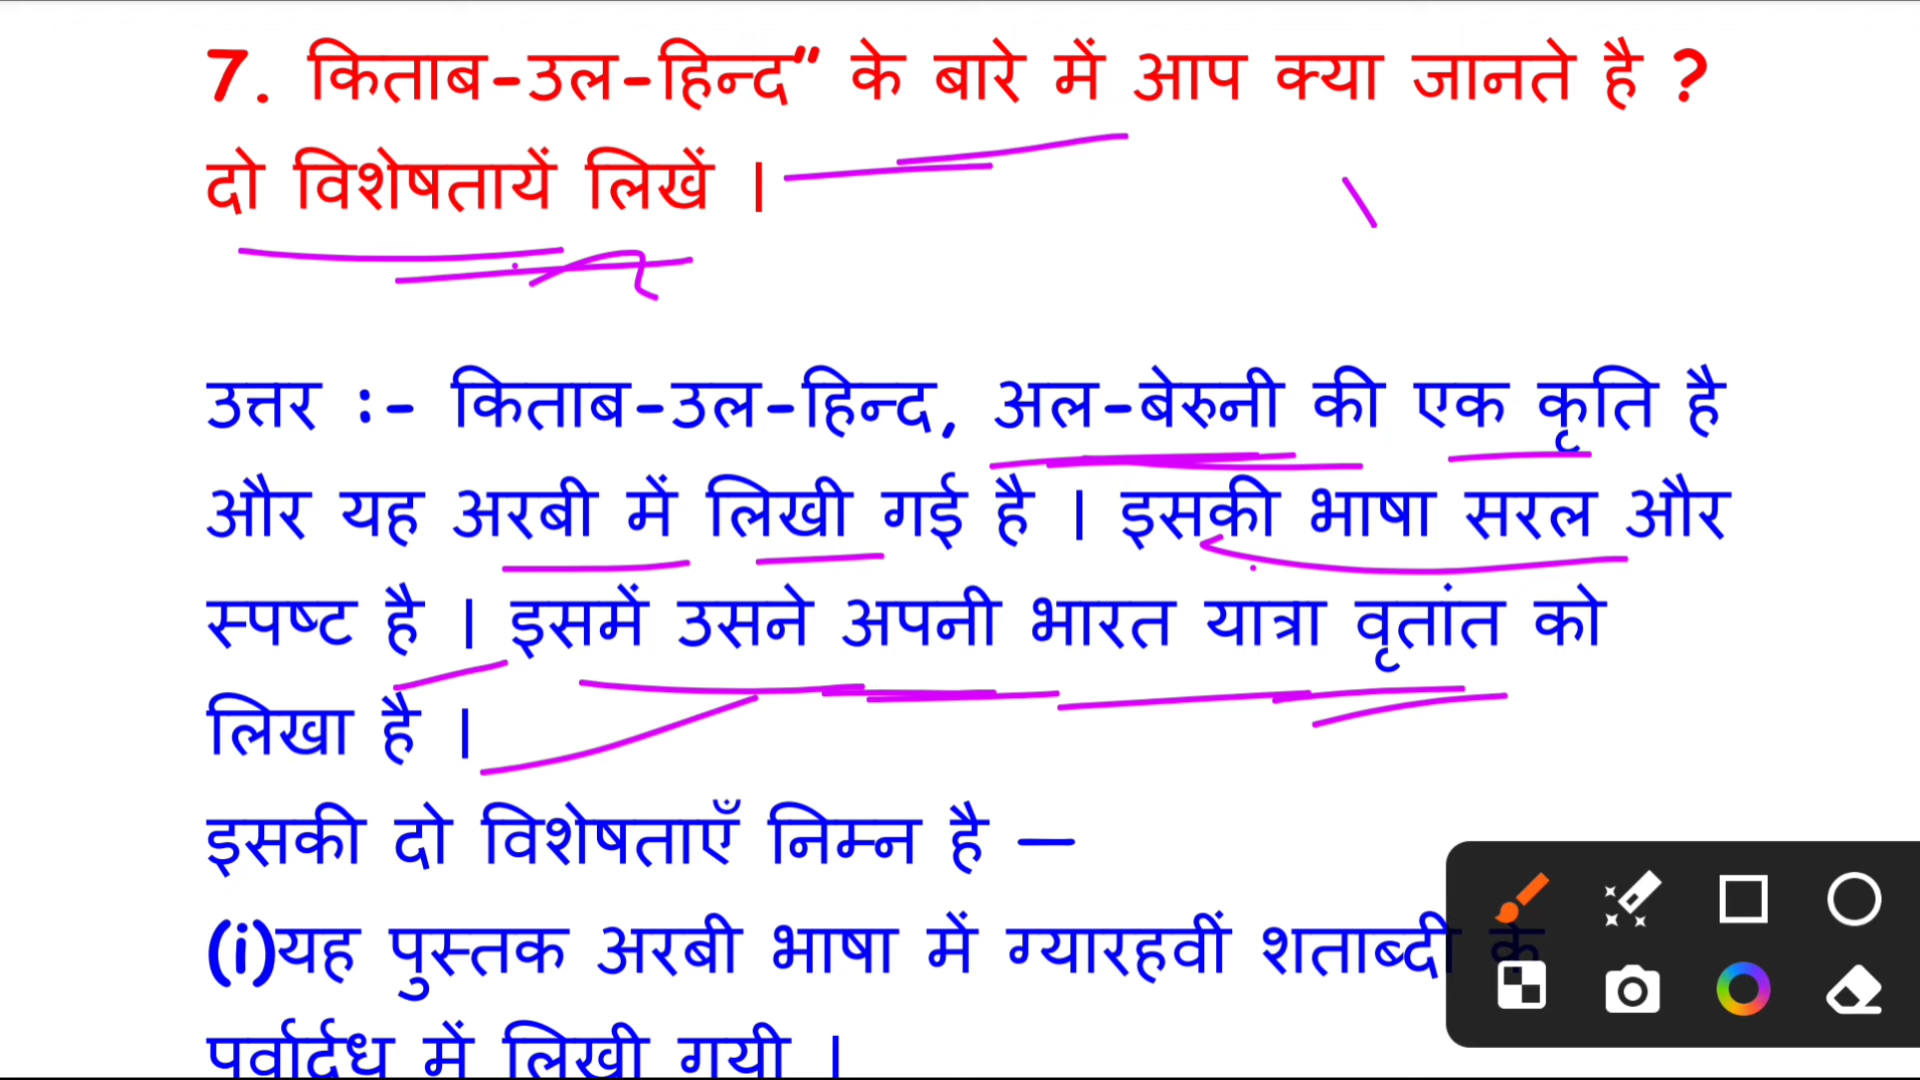 7. किताब-उल-हिन्द" के बारे में आप क्या जानते है ?
दो विशेषतायें लिखें ।
उत्तर :- किताब-उल-हिन्द, अल-बेरुनी की एक कृति है
और यह अरबी में लिखी गई है । इसकी भाषा सरल और
स्पष्ट है । इसमें उसने अपनी भारत यात्रा वृतांत को
लिखा है ।
इसकी दो विशेषताएँ निम्न है —
(i)यह पुस्तक अरबी भाषा में ग्यारहवीं शताब्दी के
पर्वार्द्ध में लिखी गयी ।